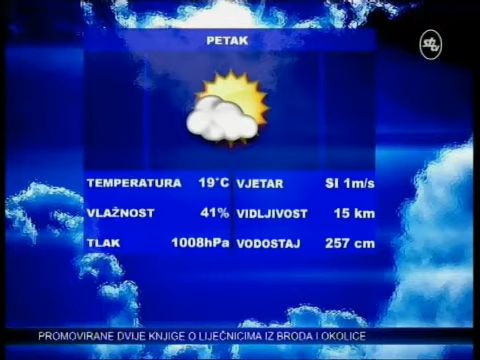 PETAK
TEMPERATURA 19°C VJETAR SI 1m/s
VLAŽNOST 41% VIDLJIVOST 15 km
TLAK 1008hPa VODOSTAJ 257 cm
PROMOVIRANE DVIJE KNJIGE O LIJEČNICIMA IZ BRODA I OKOLICE